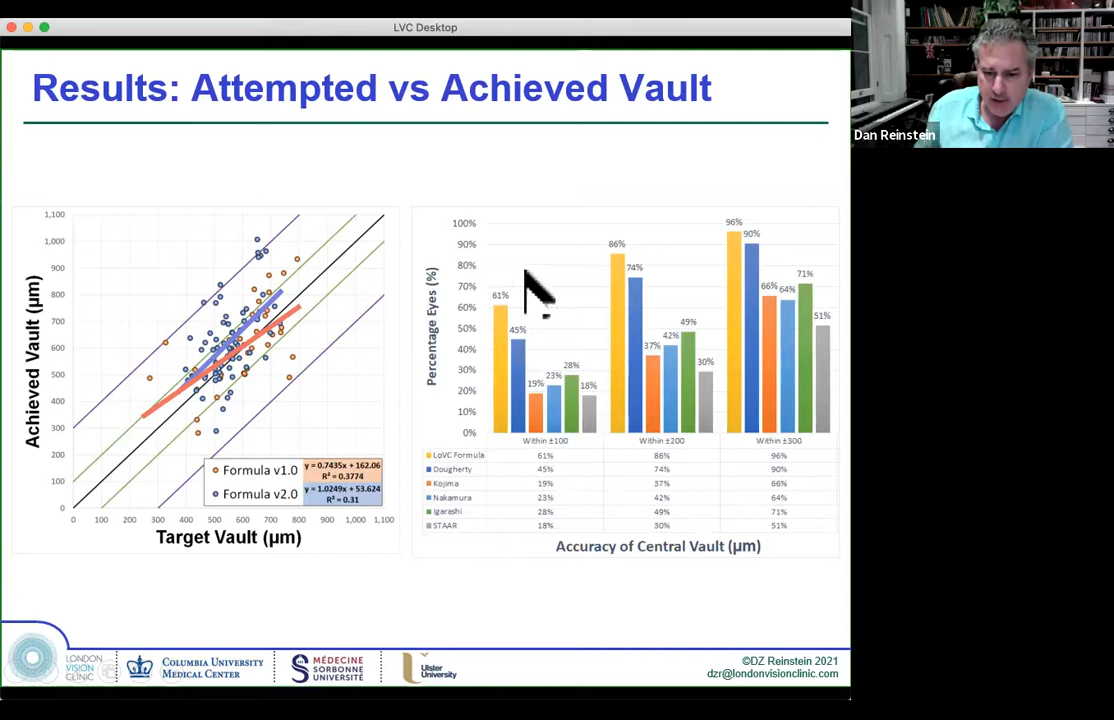 LVC Desktop
Results: Attempted vs Achieved Vault
Dan Reinstein
Achieved Vault (µm)
1,100
1,000
900
800
700
600
500
400
300
200
100
0
0 100 200 300 400 500 600 700 800 900 1,000 1,100
Target Vault (µm)
Formula v1.0
y = 0.7435x + 162.06
R² = 0.3774
Formula v2.0
y = 1.0249x + 53.624
R² = 0.31
Percentage Eyes (%)
100%
90%
80%
70%
60%
50%
40%
30%
20%
10%
0%
61% 45% 19% 23% 28% 18%
86% 74% 37% 42% 49% 30%
96% 90% 66% 64% 71% 51%
Within ±100 Within ±200 Within ±300
LoVC Formula 61% 86% 96%
Dougherty 45% 74% 90%
Kojima 19% 37% 66%
Nakamura 23% 42% 64%
Igarashi 28% 49% 71%
STAAR 18% 30% 51%
Accuracy of Central Vault (µm)
LONDON
VISION
CLINIC
COLUMBIA UNIVERSITY
MEDICAL CENTER
MÉDECINE
SORBONNE
UNIVERSITÉ
Ulster
University
©DZ Reinstein 2021
dzr@londonvisionclinic.com